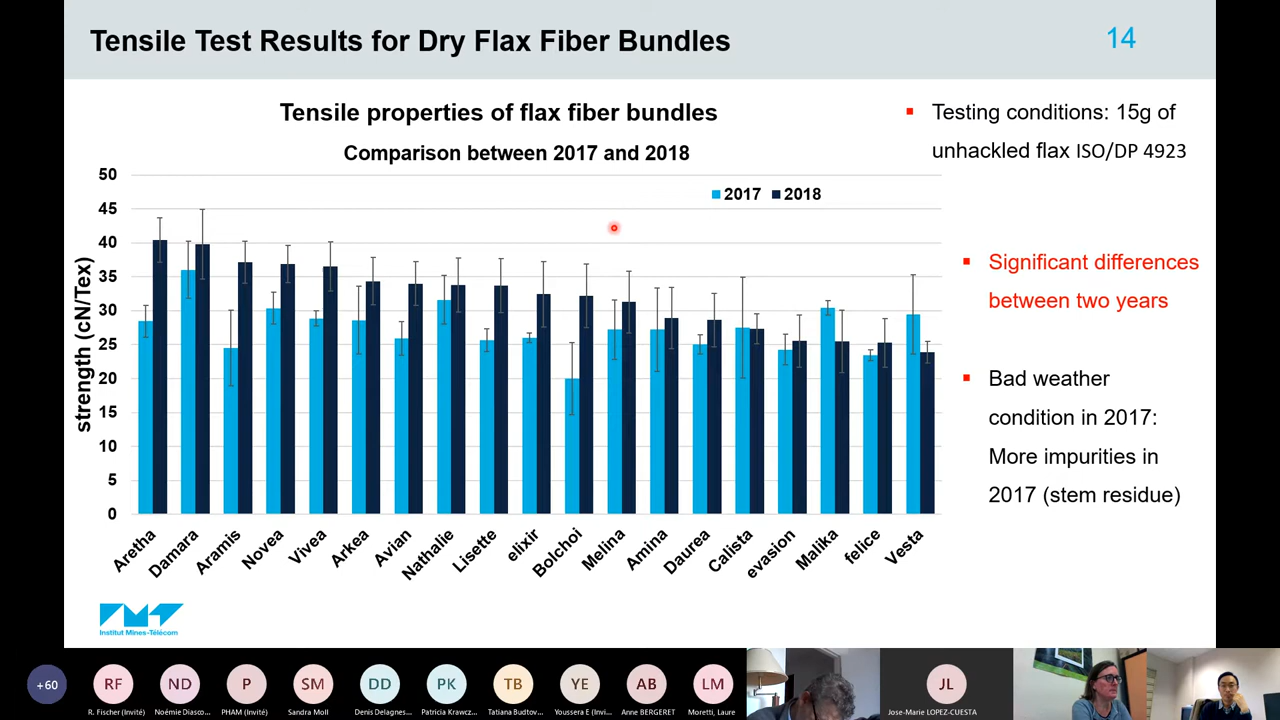 Tensile Test Results for Dry Flax Fiber Bundles
14
Tensile properties of flax fiber bundles
Comparison between 2017 and 2018
2017
2018
strength (cN/Tex)
50
45
40
35
30
25
20
15
10
5
0
Aretha
Damara
Aramis
Novea
Vivea
Arkea
Avian
Nathalie
Lisette
elixir
Bolchoi
Melina
Amina
Daurea
Calista
evasion
Malika
felice
Vesta
Testing conditions: 15g of
unhackled flax ISO/DP 4923
Significant differences
between two years
Bad weather
condition in 2017:
More impurities in
2017 (stem residue)
Institut Mines-Télécom
+60
RF
ND
P
SM
DD
PK
TB
YE
AB
LM
JL
R. Fischer (Invité)
Noémie Diasco...
PHAM (Invité)
Sandra Moll
Denis Delagnes...
Patricia Krawcz...
Tatiana Budtov...
Youssera E (Invi...
Anne BERGERET
Moretti, Laure
Jose-Marie LOPEZ-CUESTA